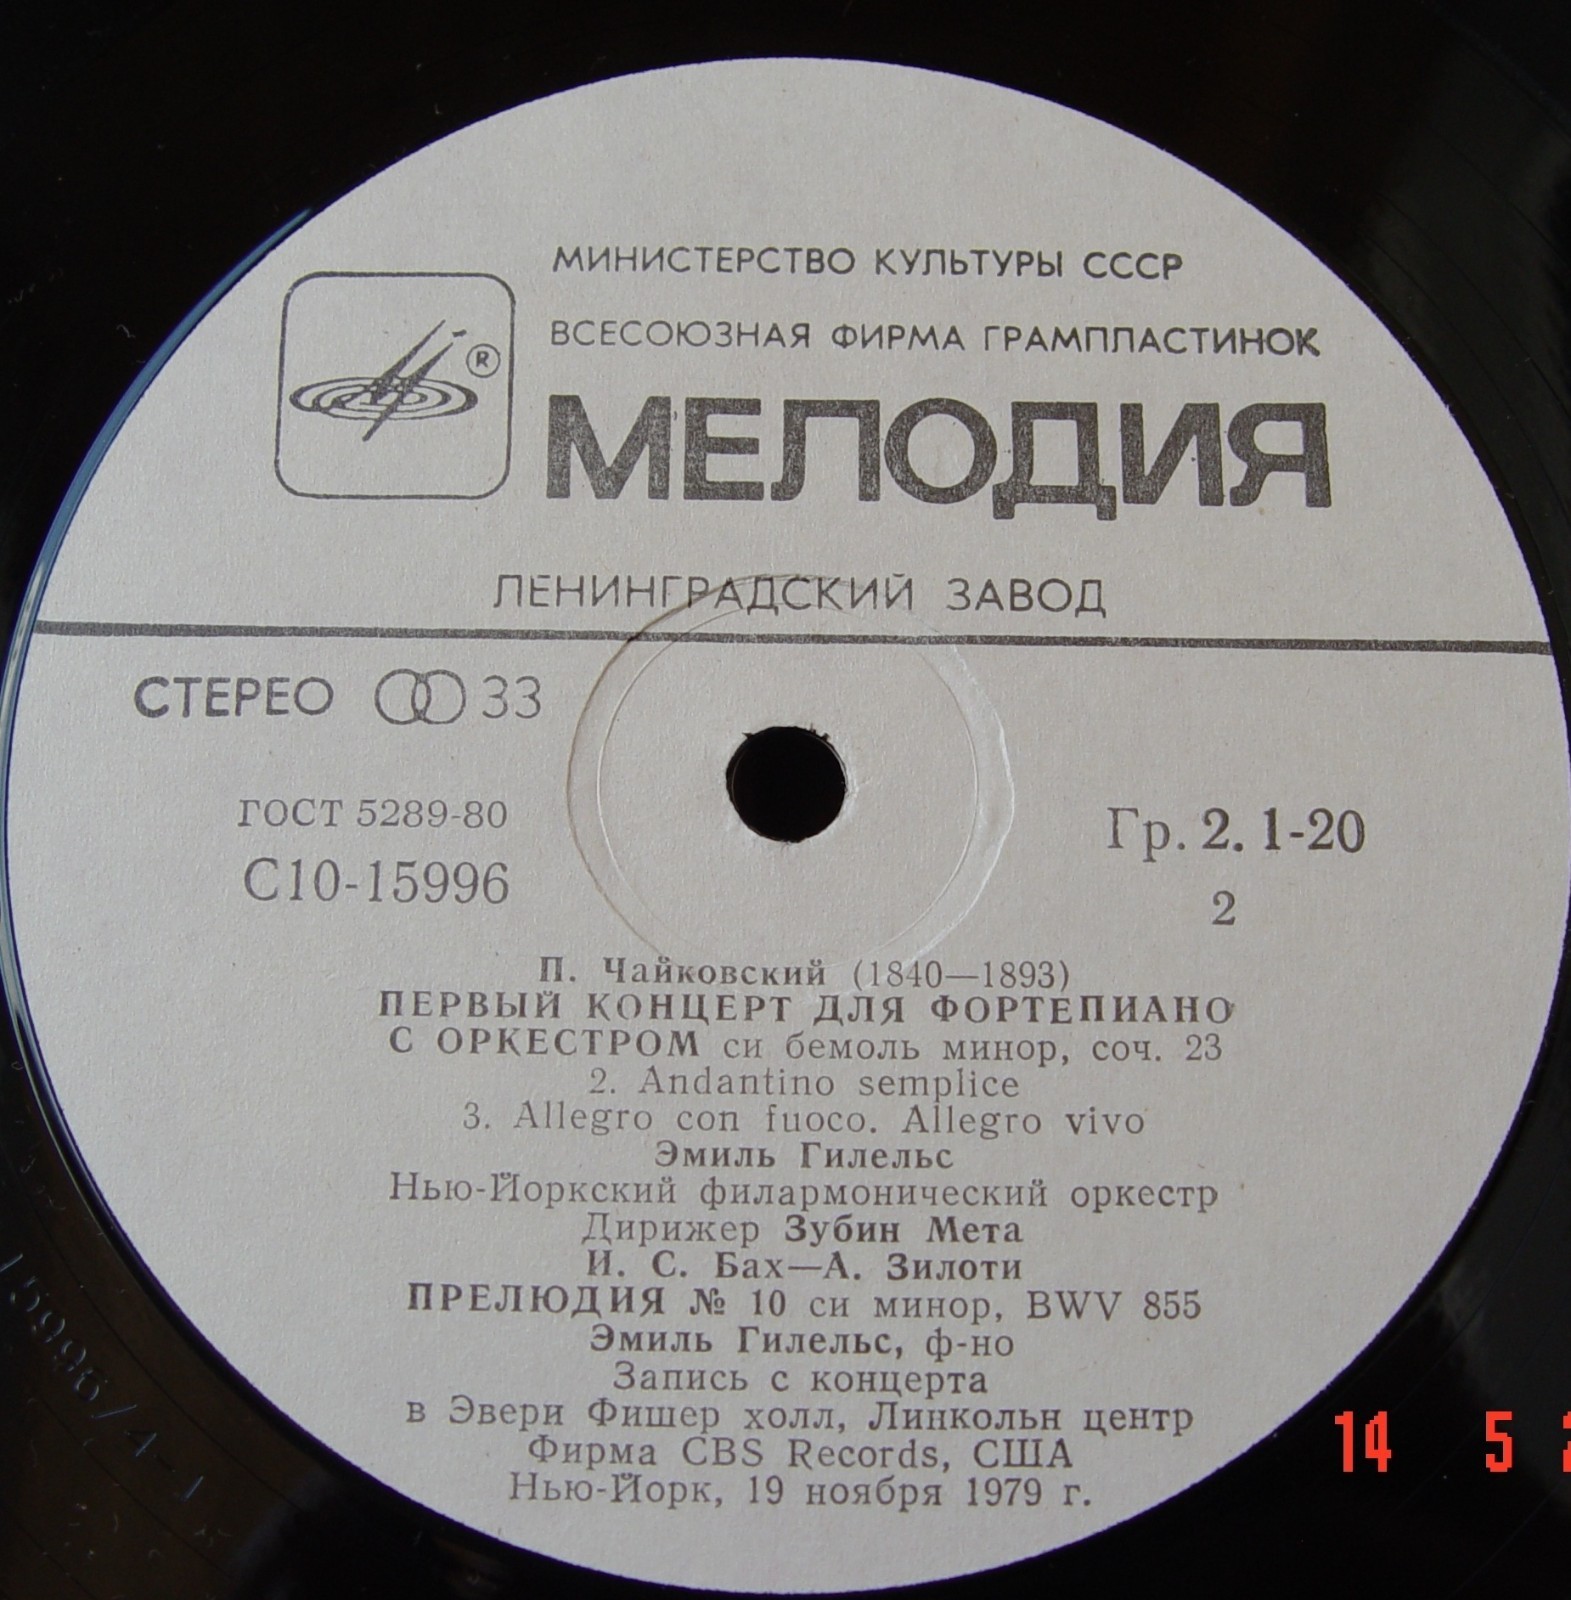 МИНИСТЕРСТВО КУЛЬТУРЫ СССР
ВСЕСОЮЗНАЯ ФИРМА ГРАМПЛАСТИНОК
®
МЕЛОДИЯ
ЛЕНИНГРАДСКИЙ ЗАВОД
СТЕРЕО 33
ГОСТ 5289-80
С10-15996
Гр. 2. 1-20
2
П. Чайковский (1840—1893)
ПЕРВЫЙ КОНЦЕРТ ДЛЯ ФОРТЕПИАНО
С ОРКЕСТРОМ си бемоль минор, соч. 23
2. Andantino semplice
3. Allegro con fuoco. Allegro vivo
Эмиль Гилельс
Нью-Йоркский филармонический оркестр
Дирижер Зубин Мета
И. С. Бах—А. Зилоти
ПРЕЛЮДИЯ № 10 си минор, BWV 855
Эмиль Гилельс, ф-но
Запись с концерта
в Эвери Фишер холл, Линкольн центр
Фирма CBS Records, США
Нью-Йорк, 19 ноября 1979 г.
15996/4-1
14 5